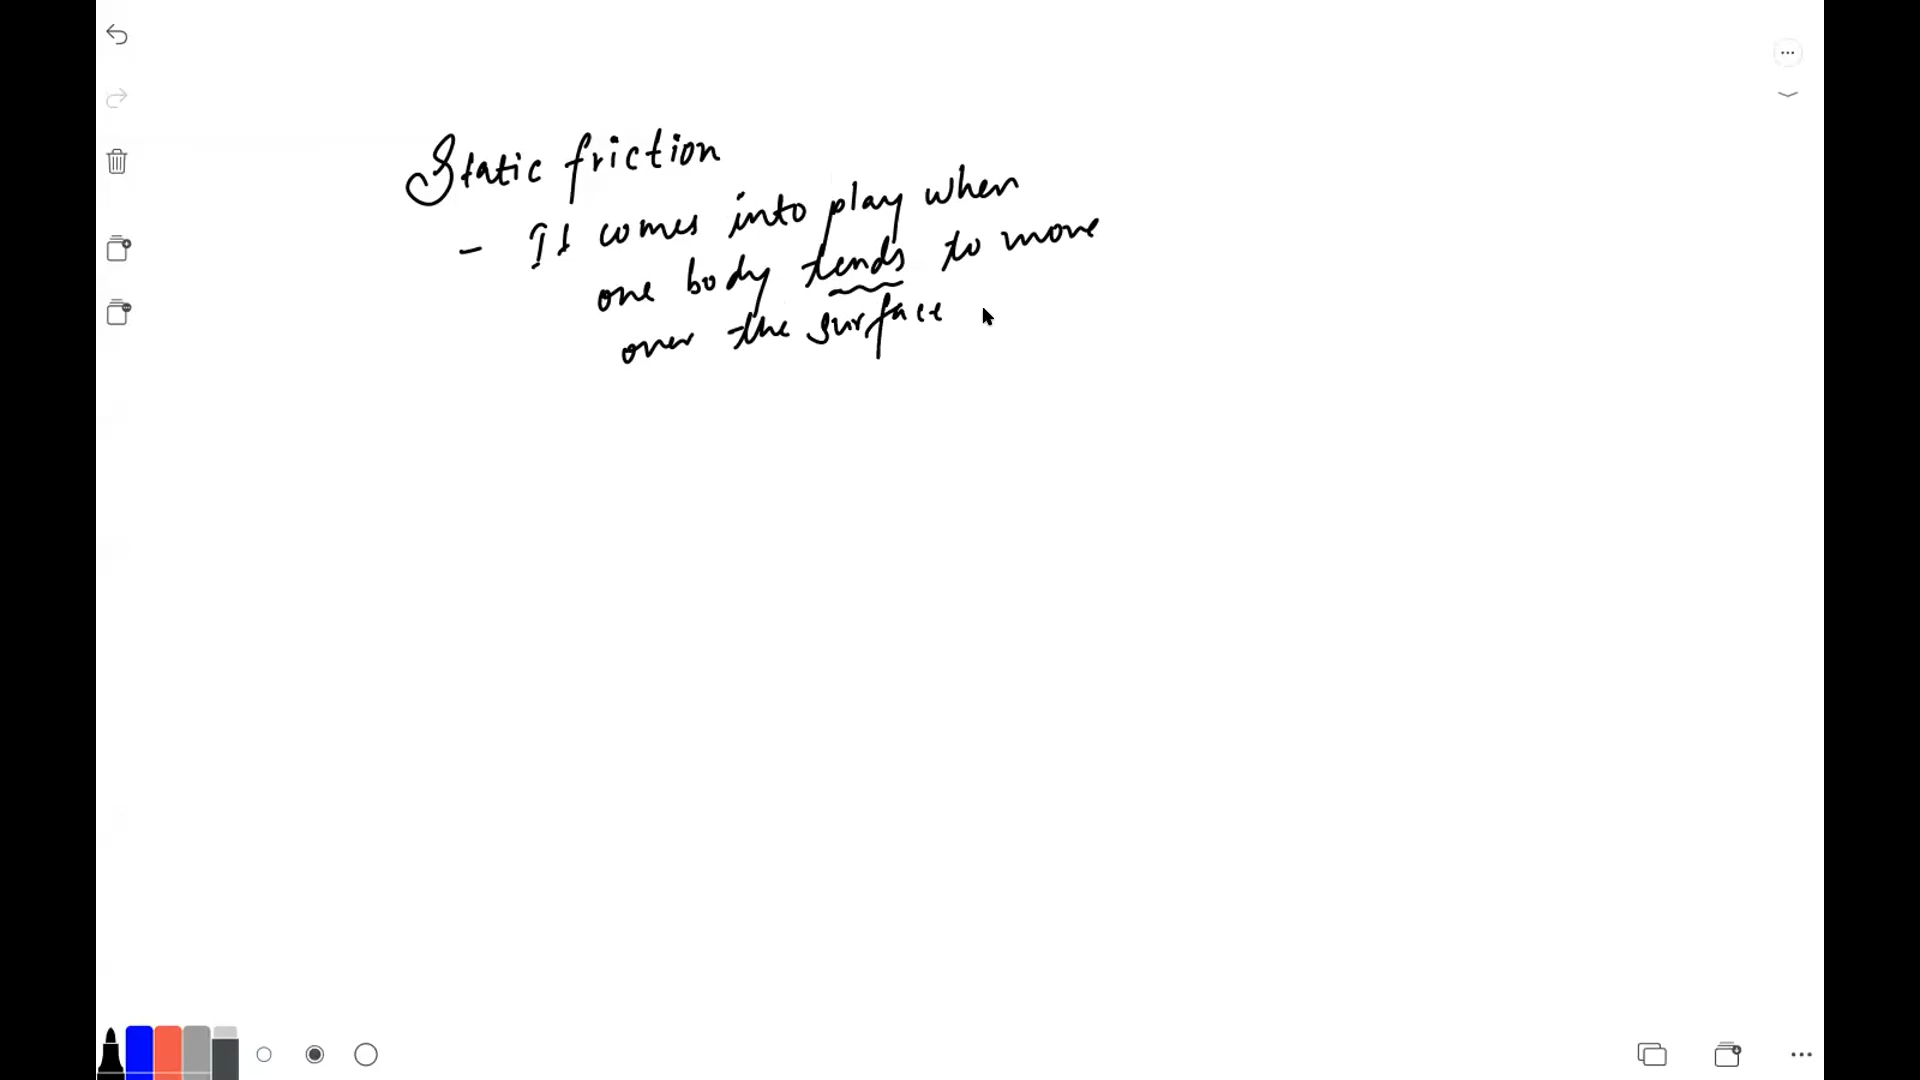 Static friction
- It comes into play when
one body tends to move
over the surface